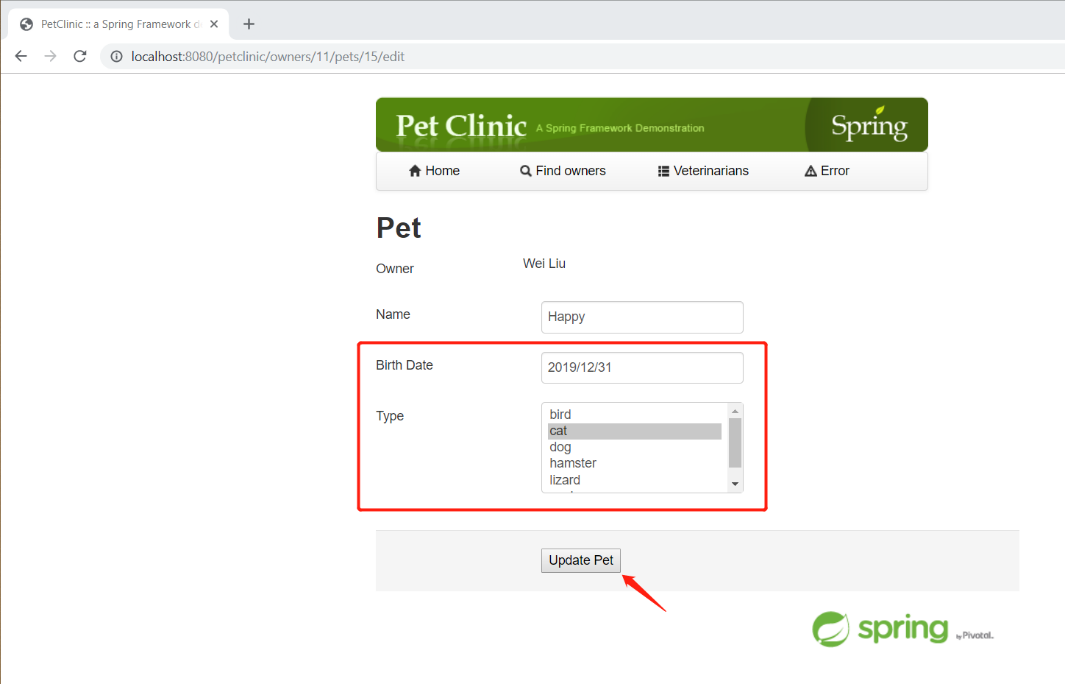 PetClinic :: a Spring Framework de
localhost:8080/petclinic/owners/11/pets/15/edit
Pet Clinic A Spring Framework Demonstration Spring
Home Find owners Veterinarians Error
Pet
Owner Wei Liu
Name Happy
Birth Date 2019/12/31
Type bird
cat
dog
hamster
lizard
Update Pet
spring by Pivotal.